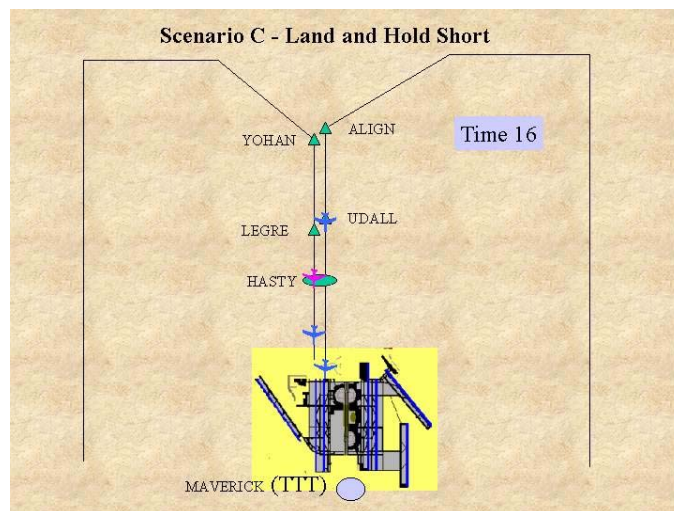 Scenario C - Land and Hold Short
ALIGN
YOHAN
Time 16
UDALL
LEGRE
HASTY
MAVERICK (TTT)